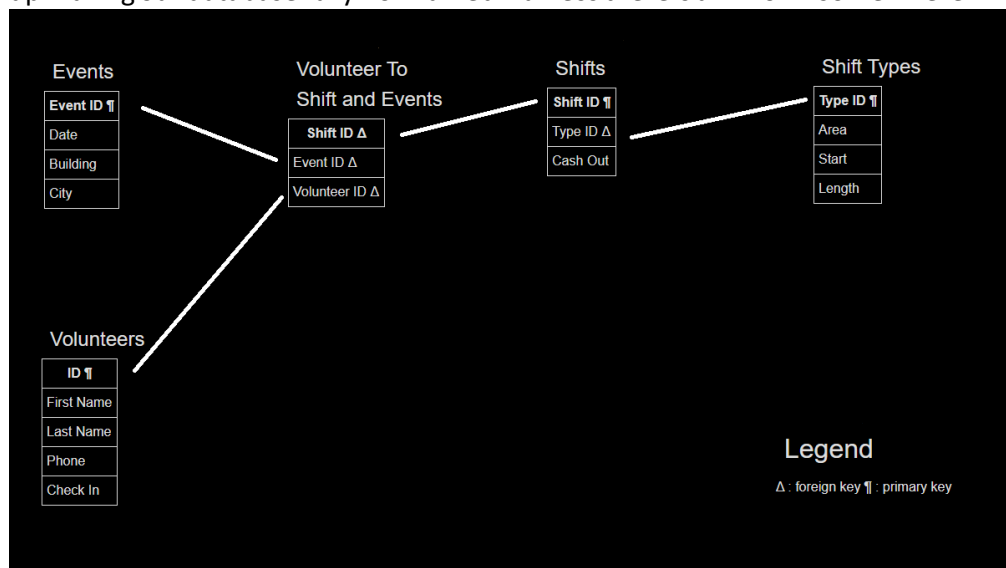 Events
Event ID ¶
Date
Building
City
Volunteer To
Shift and Events
Shift ID Δ
Event ID Δ
Volunteer ID Δ
Shifts
Shift ID ¶
Type ID Δ
Cash Out
Shift Types
Type ID ¶
Area
Start
Length
Volunteers
ID ¶
First Name
Last Name
Phone
Check In
Legend
Δ : foreign key ¶ : primary key